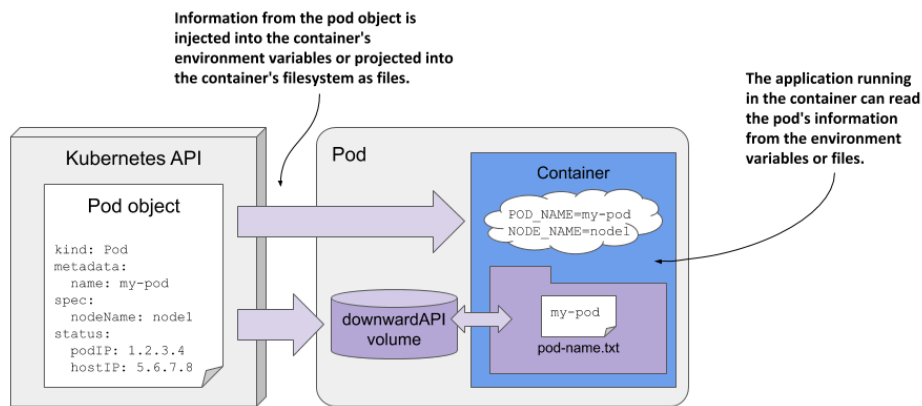 Information from the pod object is
injected into the container's
environment variables or projected into
the container's filesystem as files.
The application running
in the container can read
the pod's information
from the environment
variables or files.
Kubernetes API
Pod object
kind: Pod
metadata:
  name: my-pod
spec:
  nodeName: node1
status:
  podIP: 1.2.3.4
  hostIP: 5.6.7.8
Pod
Container
POD_NAME=my-pod
NODE_NAME=node1
downwardAPI
volume
my-pod
pod-name.txt